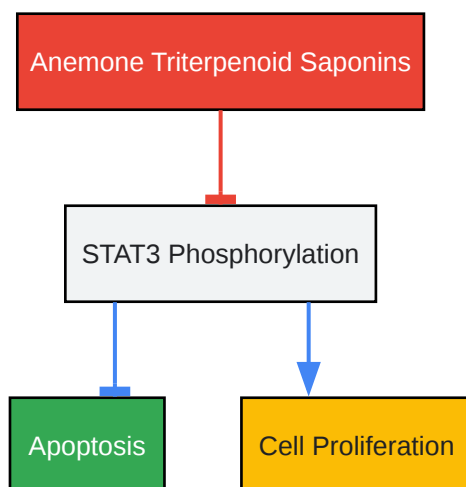 Anemone Triterpenoid Saponins
STAT3 Phosphorylation
Apoptosis
Cell Proliferation